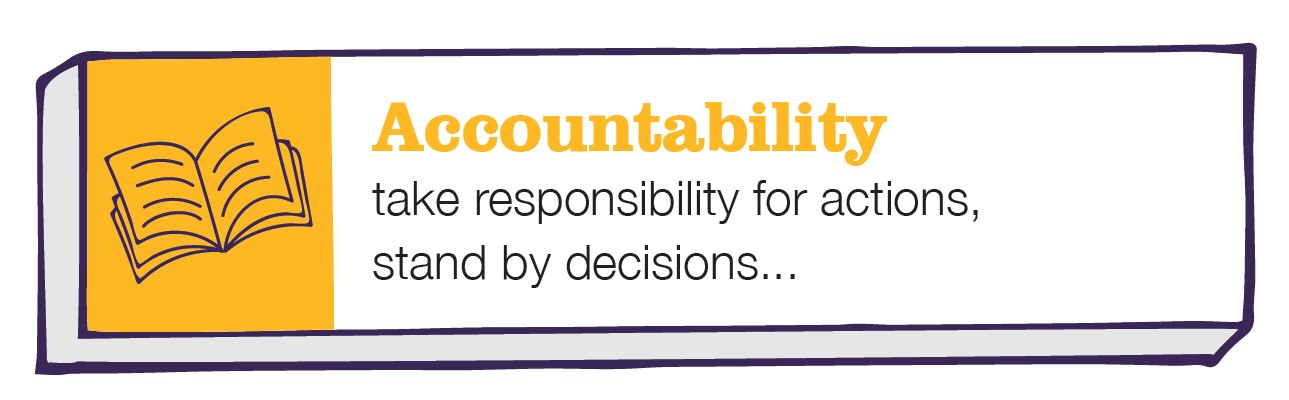 Accountability
take responsibility for actions,
stand by decisions...